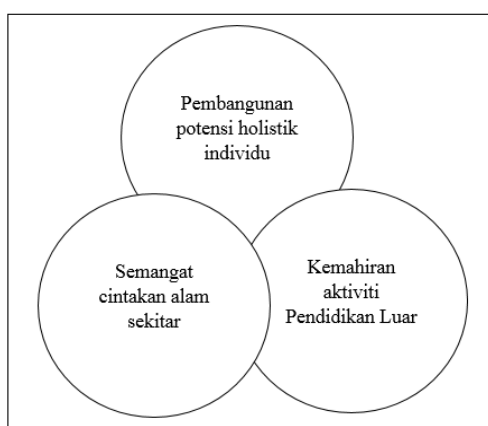 Pembangunan
potensi holistik
individu
Semangat
cintakan alam
sekitar
Kemahiran
aktiviti
Pendidikan Luar